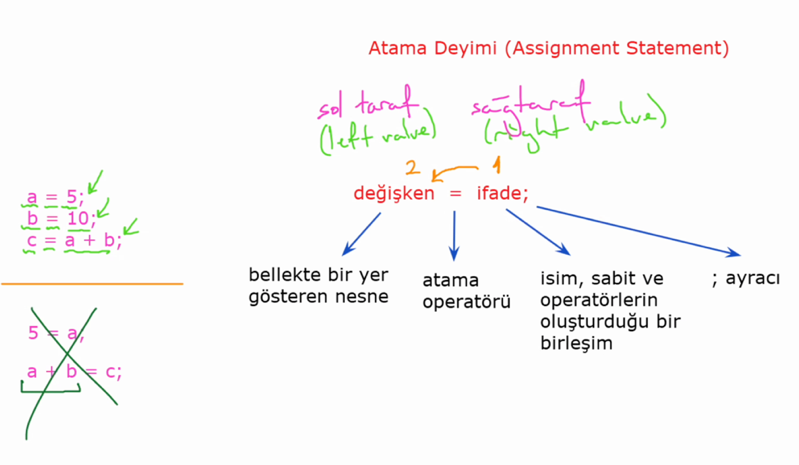 Atama Deyimi (Assignment Statement)
sol taraf
(left value)
sağ taraf
(right value)
2
1
değişken = ifade;
bellekte bir yer
gösteren nesne
atama
operatörü
isim, sabit ve
operatörlerin
oluşturduğu bir
birleşim
; ayracı
a = 5;
b = 10;
c = a + b;
5 = a;
a + b = c;